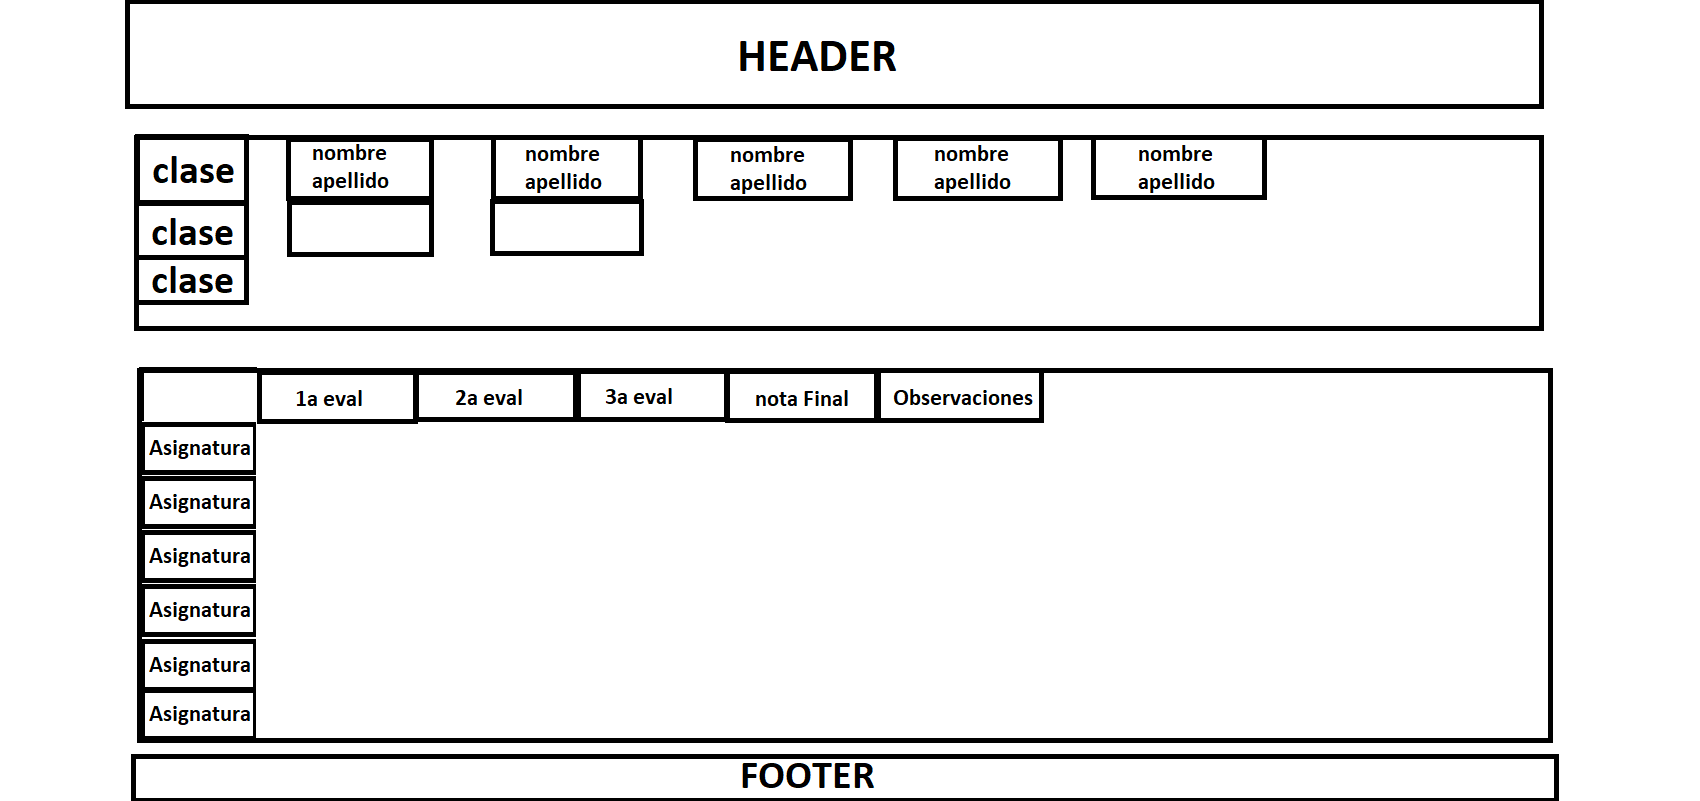 HEADER
clase
nombre
apellido
nombre
apellido
nombre
apellido
nombre
apellido
nombre
apellido
clase
clase
1a eval
2a eval
3a eval
nota Final
Observaciones
Asignatura
Asignatura
Asignatura
Asignatura
Asignatura
Asignatura
FOOTER